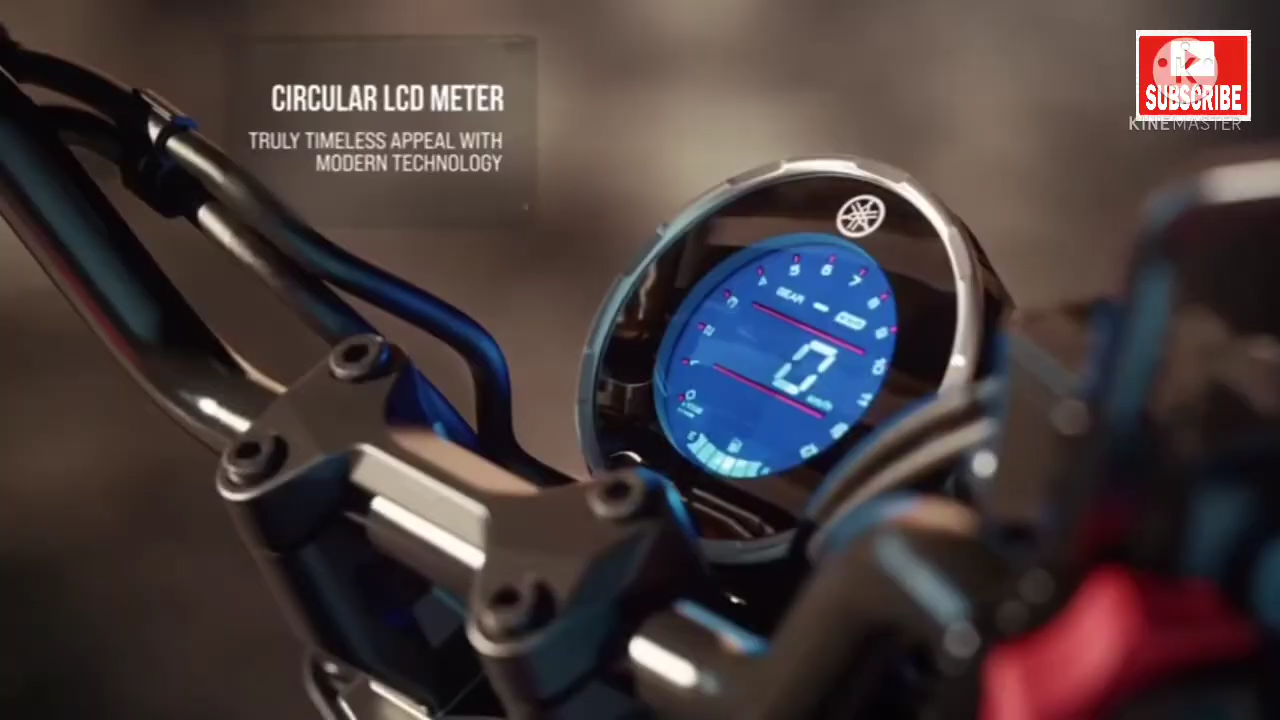 CIRCULAR LCD METER
TRULY TIMELESS APPEAL WITH
MODERN TECHNOLOGY
SUBSCRIBE
KINEMASTER
5 6 7
GEAR
0
km/h